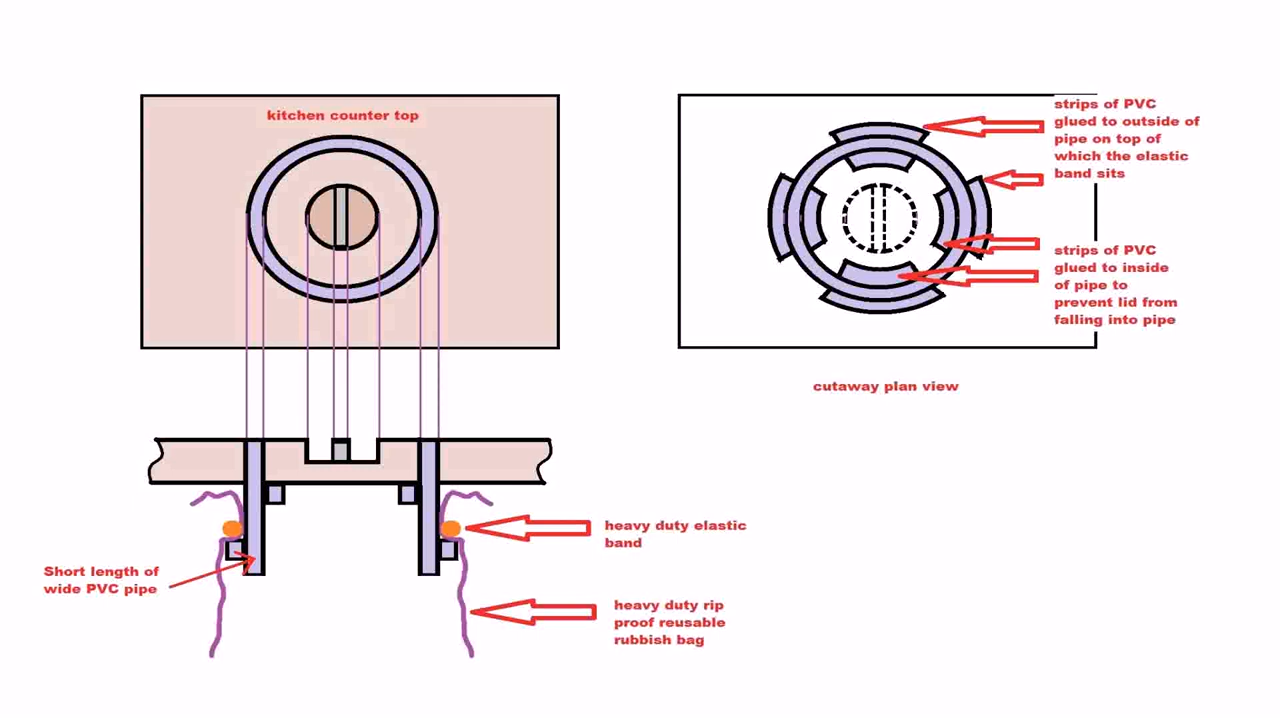 kitchen counter top
strips of PVC
glued to outside of
pipe on top of
which the elastic
band sits
strips of PVC
glued to inside
of pipe to
prevent lid from
falling into pipe
cutaway plan view
heavy duty elastic
band
Short length of
wide PVC pipe
heavy duty rip
proof reusable
rubbish bag